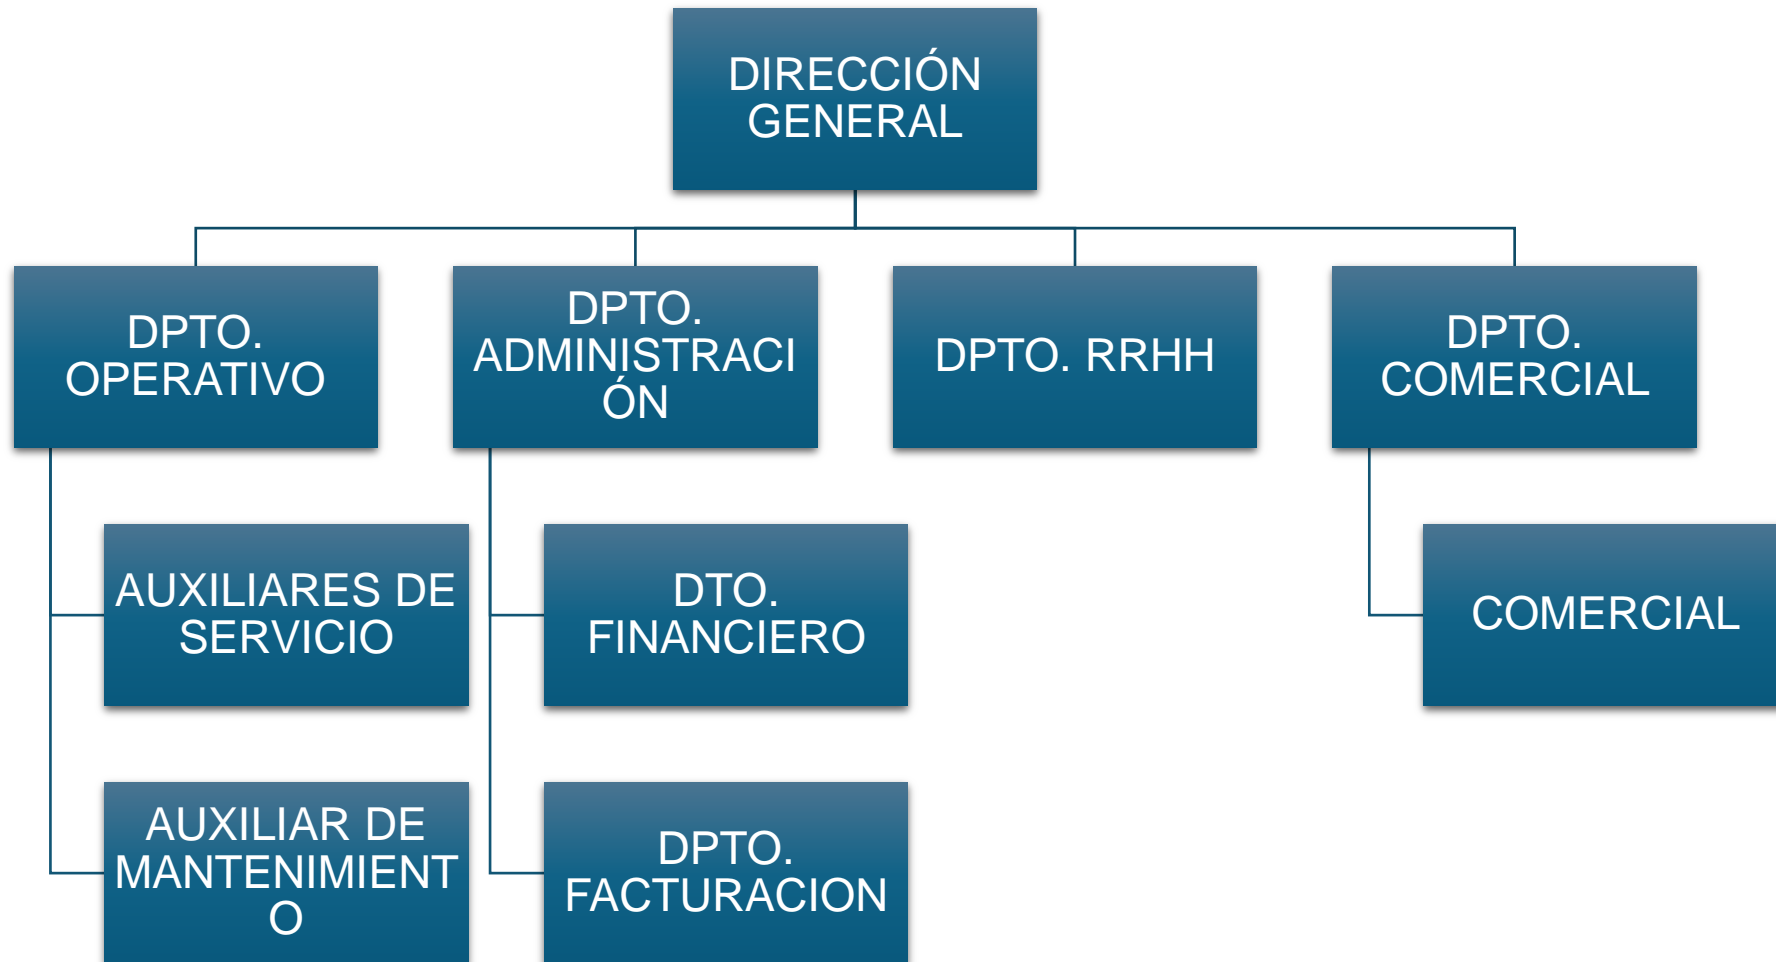 DIRECCIÓN
GENERAL
DPTO.
OPERATIVO
DPTO.
ADMINISTRACI
ÓN
DPTO. RRHH
DPTO.
COMERCIAL
AUXILIARES DE
SERVICIO
DTO.
FINANCIERO
COMERCIAL
AUXILIAR DE
MANTENIMIENT
O
DPTO.
FACTURACION